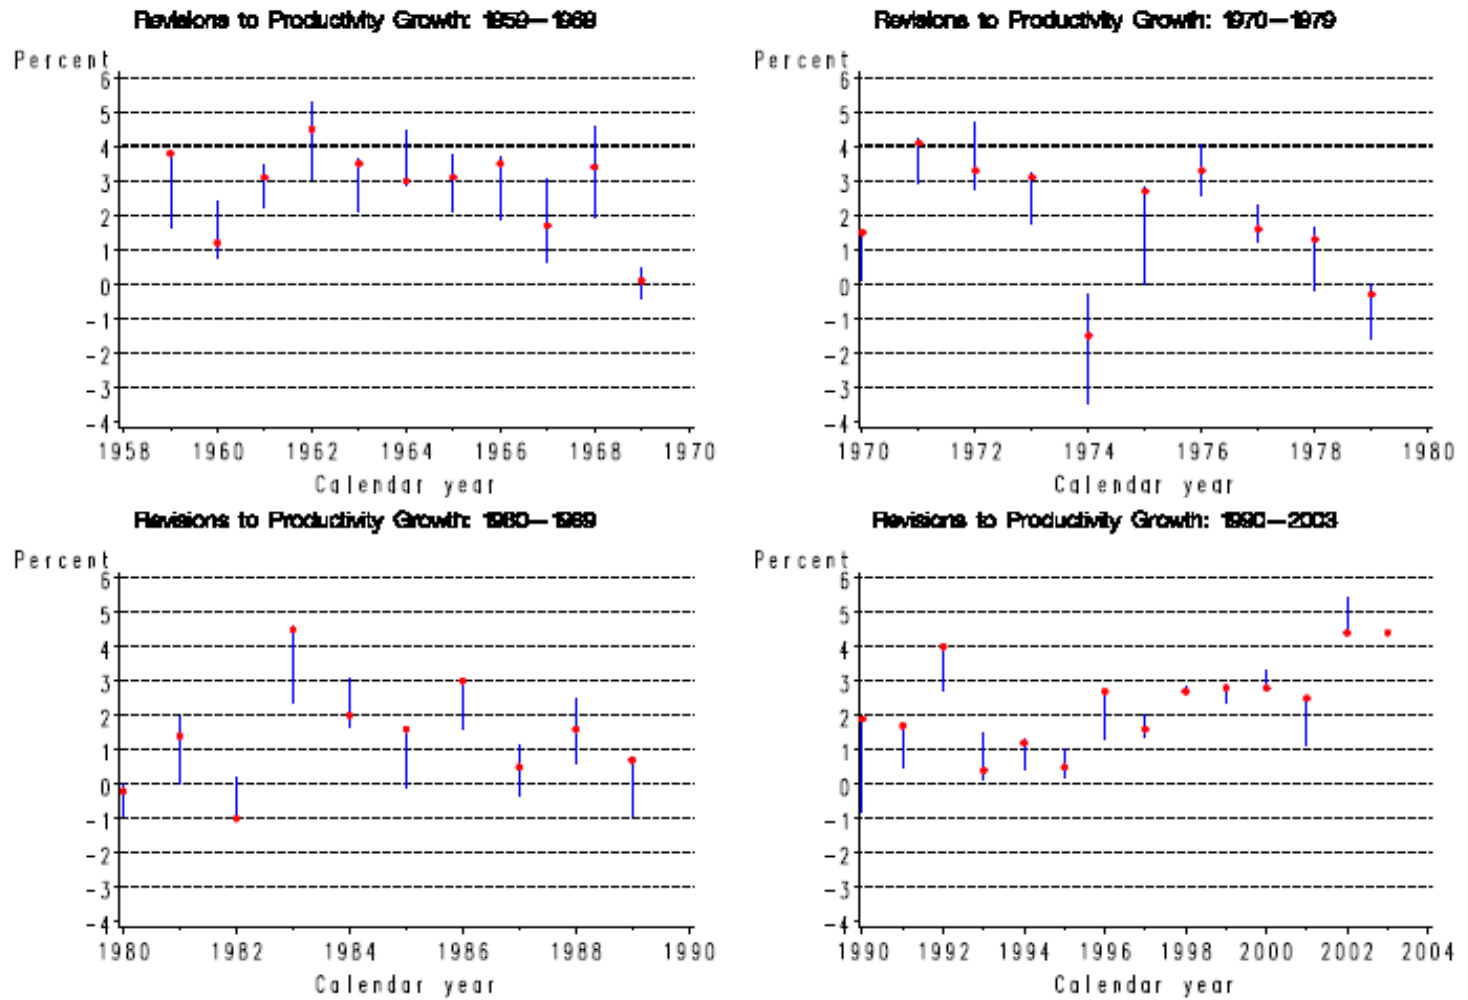 Revisions to Productivity Growth: 1959—1969
Percent
6
5
4
3
2
1
0
-1
-2
-3
-4
1958 1960 1962 1964 1966 1968 1970
Calendar year
Revisions to Productivity Growth: 1970—1979
Percent
6
5
4
3
2
1
0
-1
-2
-3
-4
1970 1972 1974 1976 1978 1980
Calendar year
Revisions to Productivity Growth: 1980—1989
Percent
6
5
4
3
2
1
0
-1
-2
-3
-4
1980 1982 1984 1986 1988 1990
Calendar year
Revisions to Productivity Growth: 1990—2003
Percent
6
5
4
3
2
1
0
-1
-2
-3
-4
1990 1992 1994 1996 1998 2000 2002 2004
Calendar year